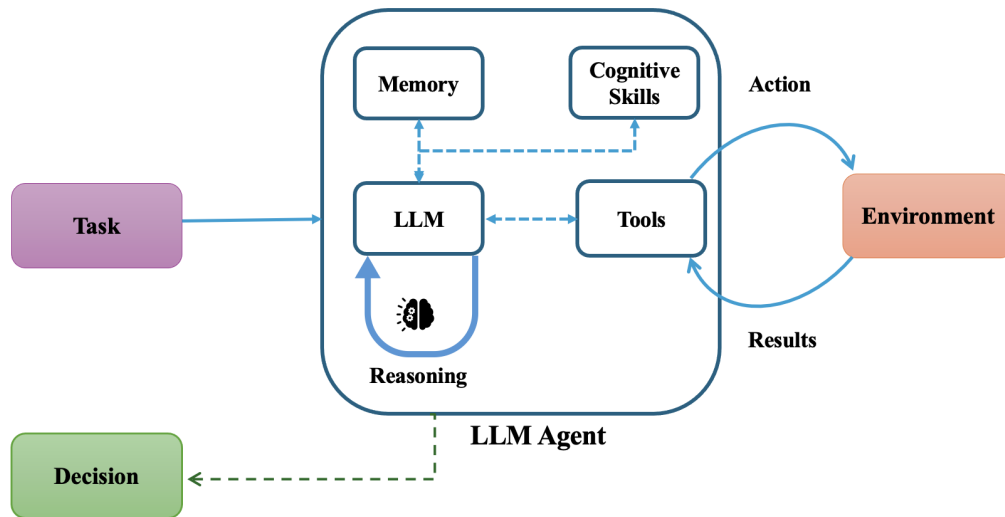 Memory
Cognitive
Skills
Action
Task
LLM
Tools
Environment
Reasoning
Results
LLM Agent
Decision